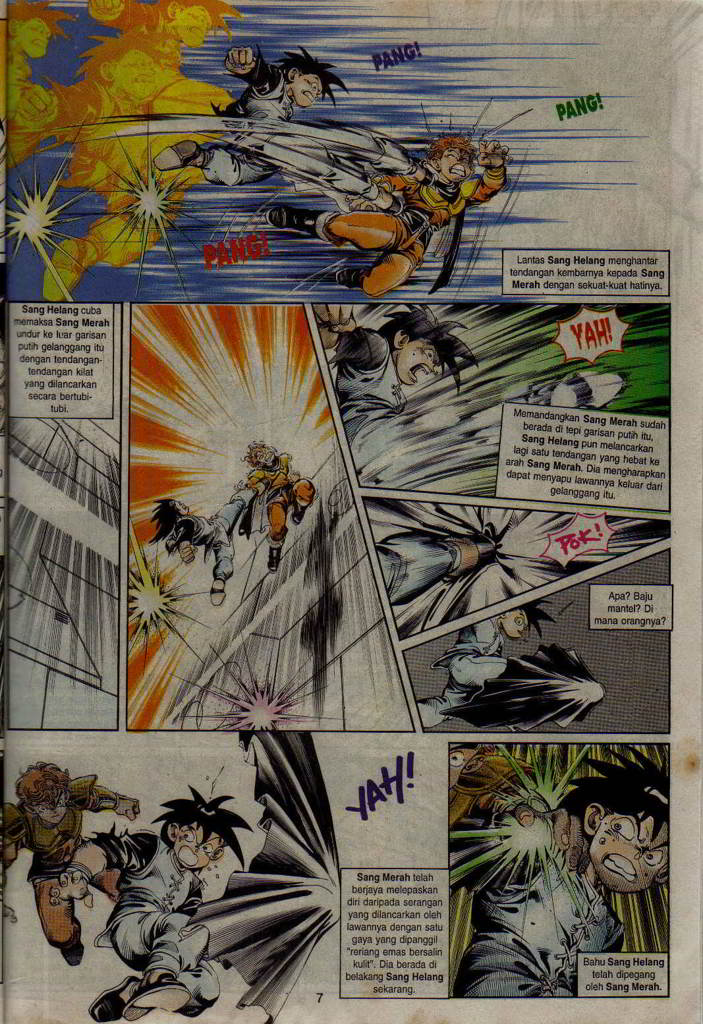 PANG!
PANG!
PANG!
Lantas Sang Helang menghantar
tendangan kembarnya kepada Sang
Merah dengan sekuat-kuat hatinya.
Sang Helang cuba
memaksa Sang Merah
undur ke luar garisan
putih gelanggang itu
dengan tendangan-
tendangan kilat
yang dilancarkan
secara bertubi-
tubi.
YAH!
Memandangkan Sang Merah sudah
berada di tepi garisan putih itu,
Sang Helang pun melancarkan
lagi satu tendangan yang hebat ke
arah Sang Merah. Dia mengharapkan
dapat menyapu lawannya keluar dari
gelanggang itu.
POK!
Apa? Baju
mantel? Di
mana orangnya?
YAH!
Sang Merah telah
berjaya melepaskan
diri daripada serangan
yang dilancarkan oleh
lawannya dengan satu
gaya yang dipanggil
"reriang emas bersalin
kulit". Dia berada di
belakang Sang Helang
sekarang.
Bahu Sang Helang
telah dipegang
oleh Sang Merah.
7